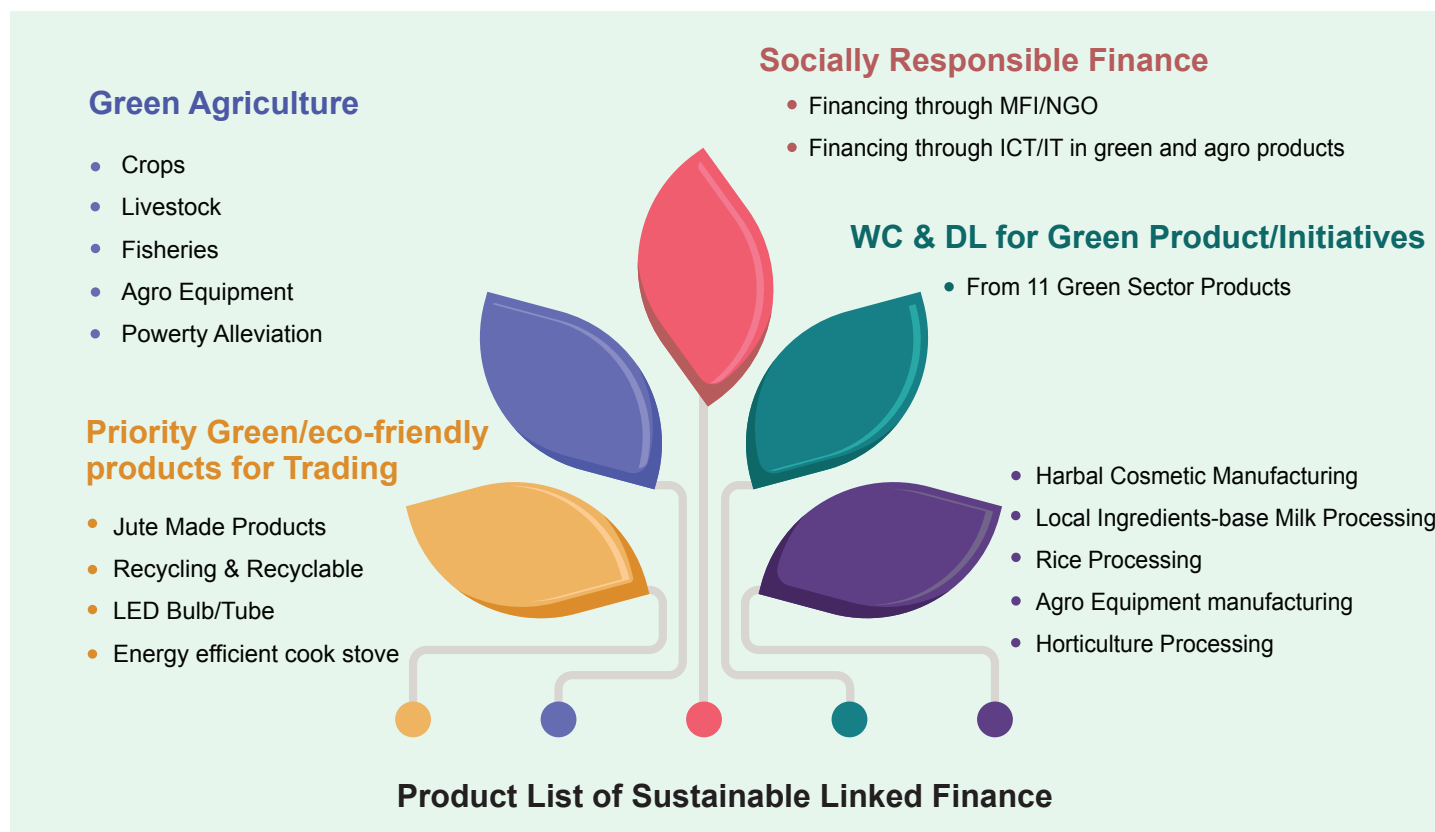 Green Agriculture
Crops
Livestock
Fisheries
Agro Equipment
Powerty Alleviation
Priority Green/eco-friendly
products for Trading
Jute Made Products
Recycling & Recyclable
LED Bulb/Tube
Energy efficient cook stove
Socially Responsible Finance
Financing through MFI/NGO
Financing through ICT/IT in green and agro products
WC & DL for Green Product/Initiatives
From 11 Green Sector Products
Harbal Cosmetic Manufacturing
Local Ingredients-base Milk Processing
Rice Processing
Agro Equipment manufacturing
Horticulture Processing
Product List of Sustainable Linked Finance